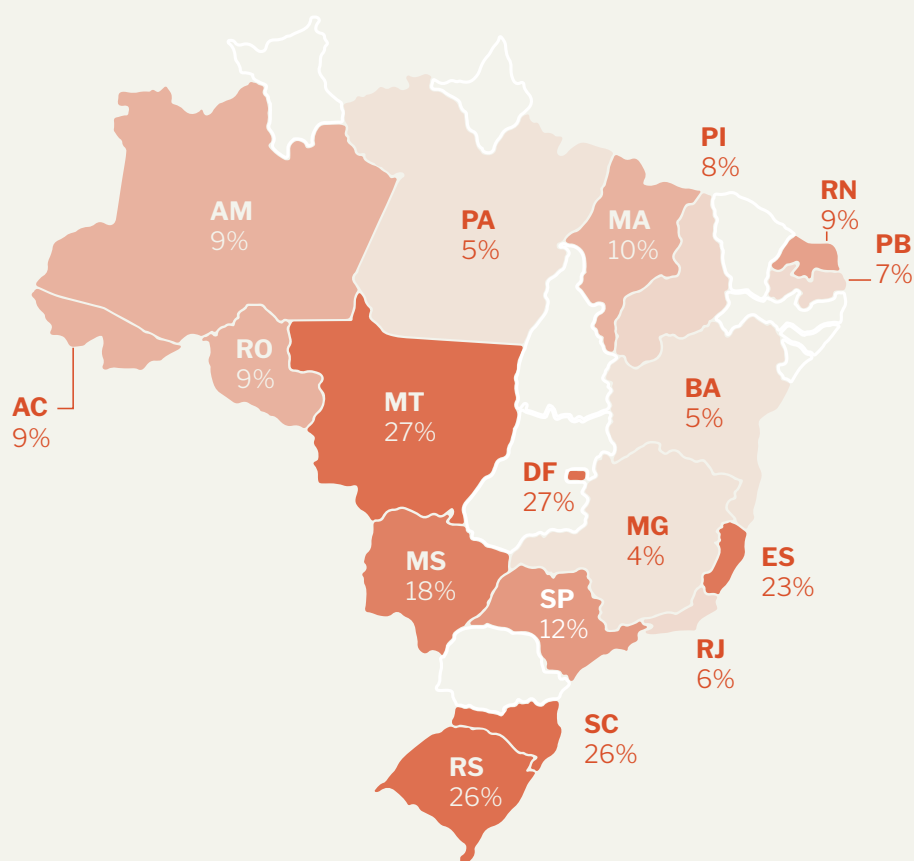 PI
8%
RN
9%
AM
9%
PA
5%
MA
10%
PB
7%
RO
9%
AC
9%
MT
27%
BA
5%
DF
27%
MG
4%
MS
18%
ES
23%
SP
12%
RJ
6%
SC
26%
RS
26%